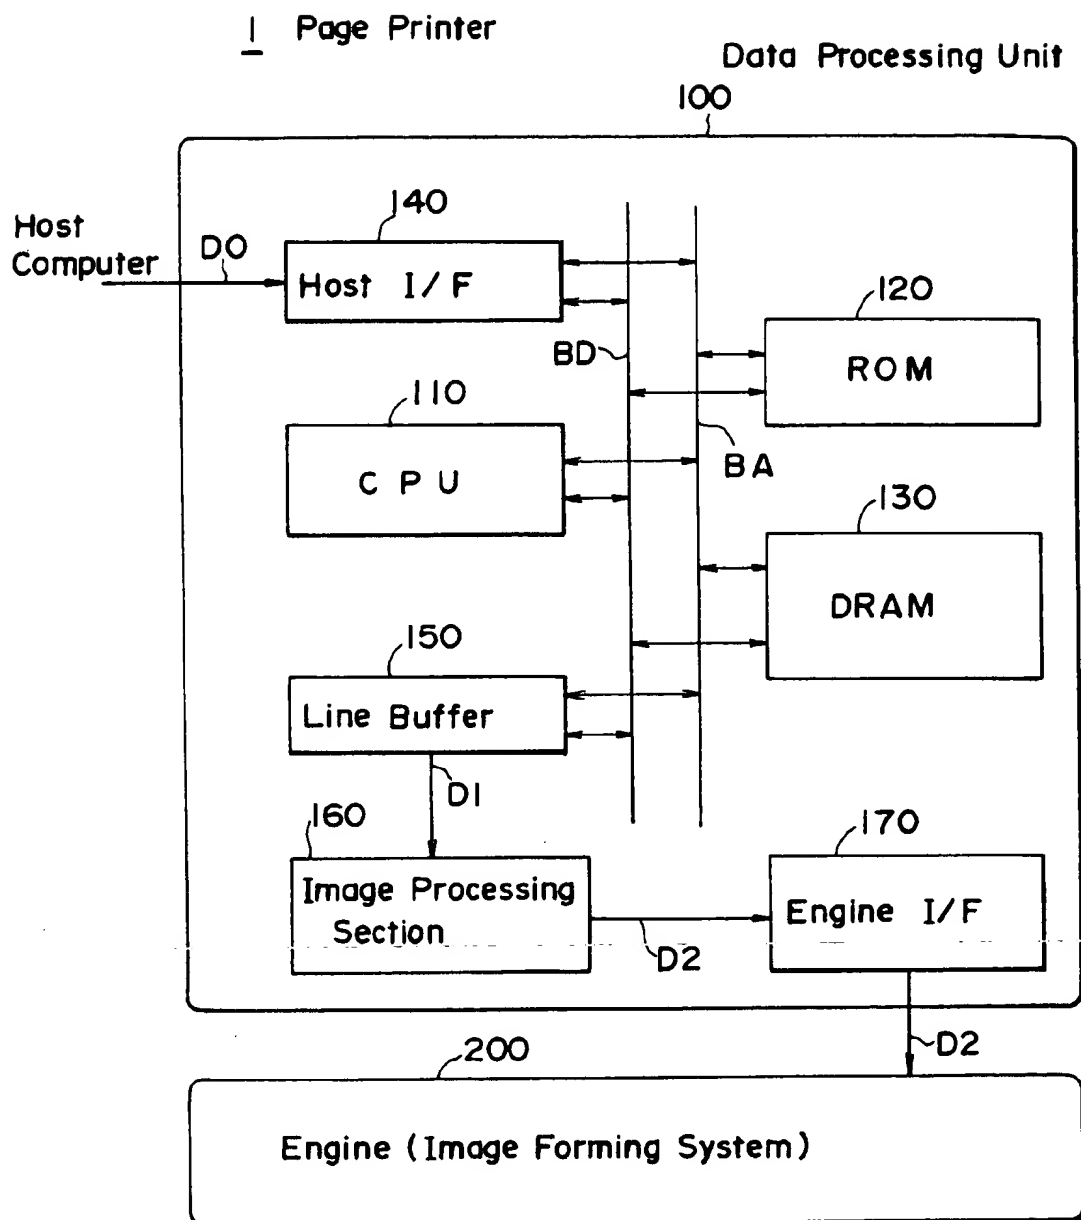 1 Page Printer
Data Processing Unit
100
140
Host
Computer
D0
Host I/F
120
ROM
BD
BA
110
CPU
130
DRAM
150
Line Buffer
D1
160
Image Processing
Section
170
Engine I/F
D2
D2
200
Engine (Image Forming System)